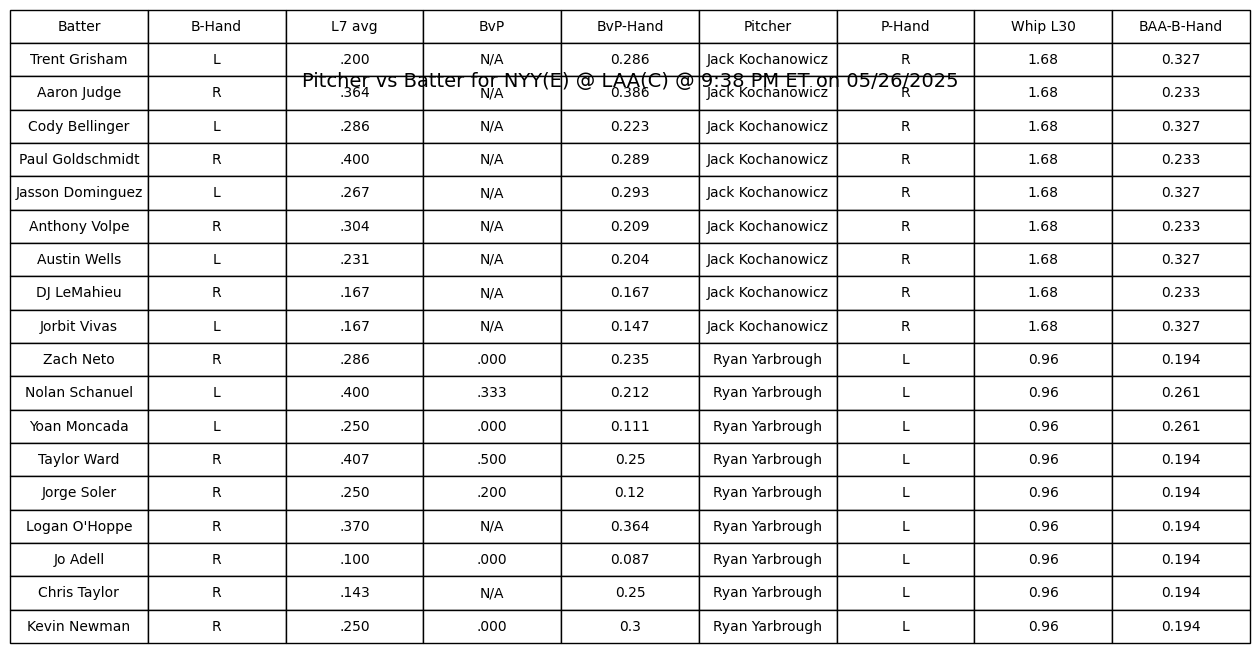 Batter B-Hand L7 avg BvP BvP-Hand Pitcher P-Hand Whip L30 BAA-B-Hand
Trent Grisham L .200 N/A 0.286 Jack Kochanowicz R 1.68 0.327
Pitcher vs Batter for NYY(E) @ LAA(C) @ 9:38 PM ET on 05/26/2025
Aaron Judge R .364 N/A 0.386 Jack Kochanowicz R 1.68 0.233
Cody Bellinger L .286 N/A 0.223 Jack Kochanowicz R 1.68 0.327
Paul Goldschmidt R .400 N/A 0.289 Jack Kochanowicz R 1.68 0.233
Jasson Dominguez L .267 N/A 0.293 Jack Kochanowicz R 1.68 0.327
Anthony Volpe R .304 N/A 0.209 Jack Kochanowicz R 1.68 0.233
Austin Wells L .231 N/A 0.204 Jack Kochanowicz R 1.68 0.327
DJ LeMahieu R .167 N/A 0.167 Jack Kochanowicz R 1.68 0.233
Jorbit Vivas L .167 N/A 0.147 Jack Kochanowicz R 1.68 0.327
Zach Neto R .286 .000 0.235 Ryan Yarbrough L 0.96 0.194
Nolan Schanuel L .400 .333 0.212 Ryan Yarbrough L 0.96 0.261
Yoan Moncada L .250 .000 0.111 Ryan Yarbrough L 0.96 0.261
Taylor Ward R .407 .500 0.25 Ryan Yarbrough L 0.96 0.194
Jorge Soler R .250 .200 0.12 Ryan Yarbrough L 0.96 0.194
Logan O'Hoppe R .370 N/A 0.364 Ryan Yarbrough L 0.96 0.194
Jo Adell R .100 .000 0.087 Ryan Yarbrough L 0.96 0.194
Chris Taylor R .143 N/A 0.25 Ryan Yarbrough L 0.96 0.194
Kevin Newman R .250 .000 0.3 Ryan Yarbrough L 0.96 0.194